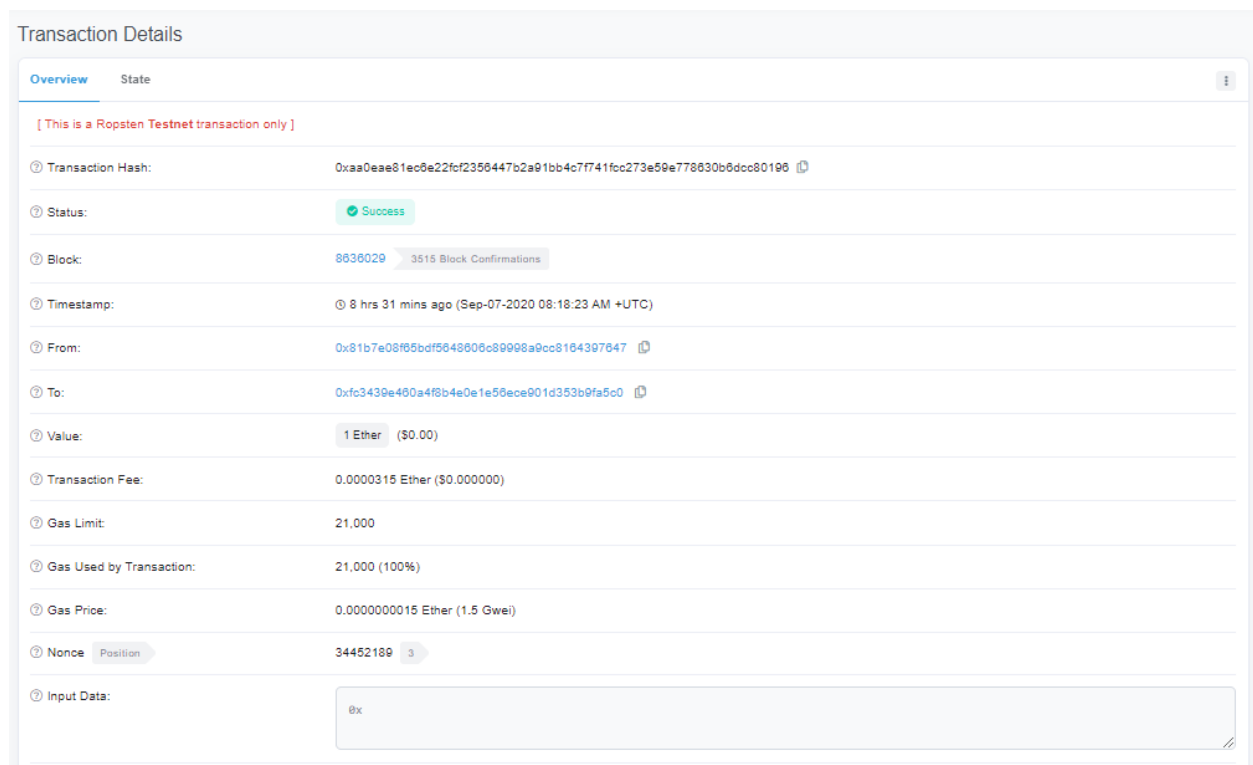 Transaction Details
Overview State
[ This is a Ropsten Testnet transaction only ]
Transaction Hash: 0xaa0eae81ec6e22fcf2356447b2a91bb4c7f741fcc273e59e778630b6dcc80196
Status: Success
Block: 8636029 3515 Block Confirmations
Timestamp: 8 hrs 31 mins ago (Sep-07-2020 08:18:23 AM +UTC)
From: 0x81b7e08f65bdf5648606c89998a9cc8164397647
To: 0xfc3439e460a4f8b4e0e1e56ece901d353b9fa5c0
Value: 1 Ether ($0.00)
Transaction Fee: 0.0000315 Ether ($0.000000)
Gas Limit: 21,000
Gas Used by Transaction: 21,000 (100%)
Gas Price: 0.0000000015 Ether (1.5 Gwei)
Nonce Position 34452189 3
Input Data: 0x